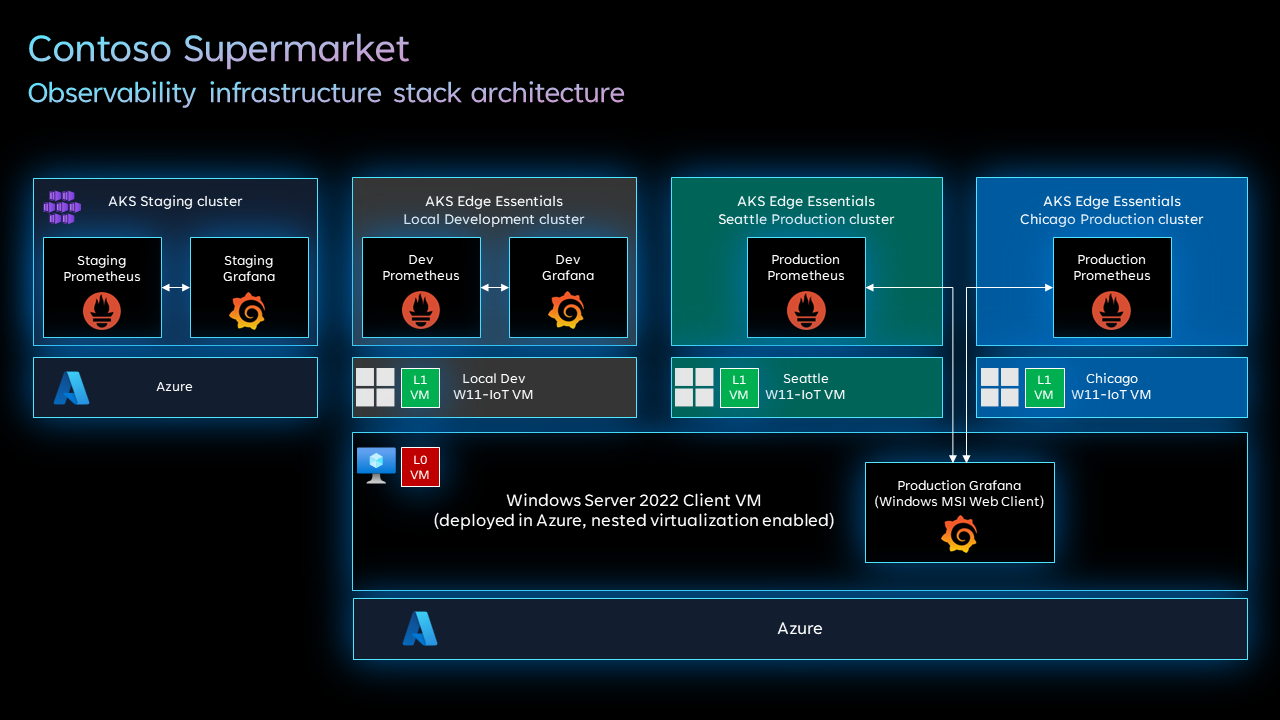 Contoso Supermarket
Observability infrastructure stack architecture
AKS Staging cluster
Staging
Prometheus
Staging
Grafana
Azure
AKS Edge Essentials
Local Development cluster
Dev
Prometheus
Dev
Grafana
L1
VM
Local Dev
W11-IoT VM
AKS Edge Essentials
Seattle Production cluster
Production
Prometheus
L1
VM
Seattle
W11-IoT VM
AKS Edge Essentials
Chicago Production cluster
Production
Prometheus
L1
VM
Chicago
W11-IoT VM
L0
VM
Windows Server 2022 Client VM
(deployed in Azure, nested virtualization enabled)
Production Grafana
(Windows MSI Web Client)
Azure